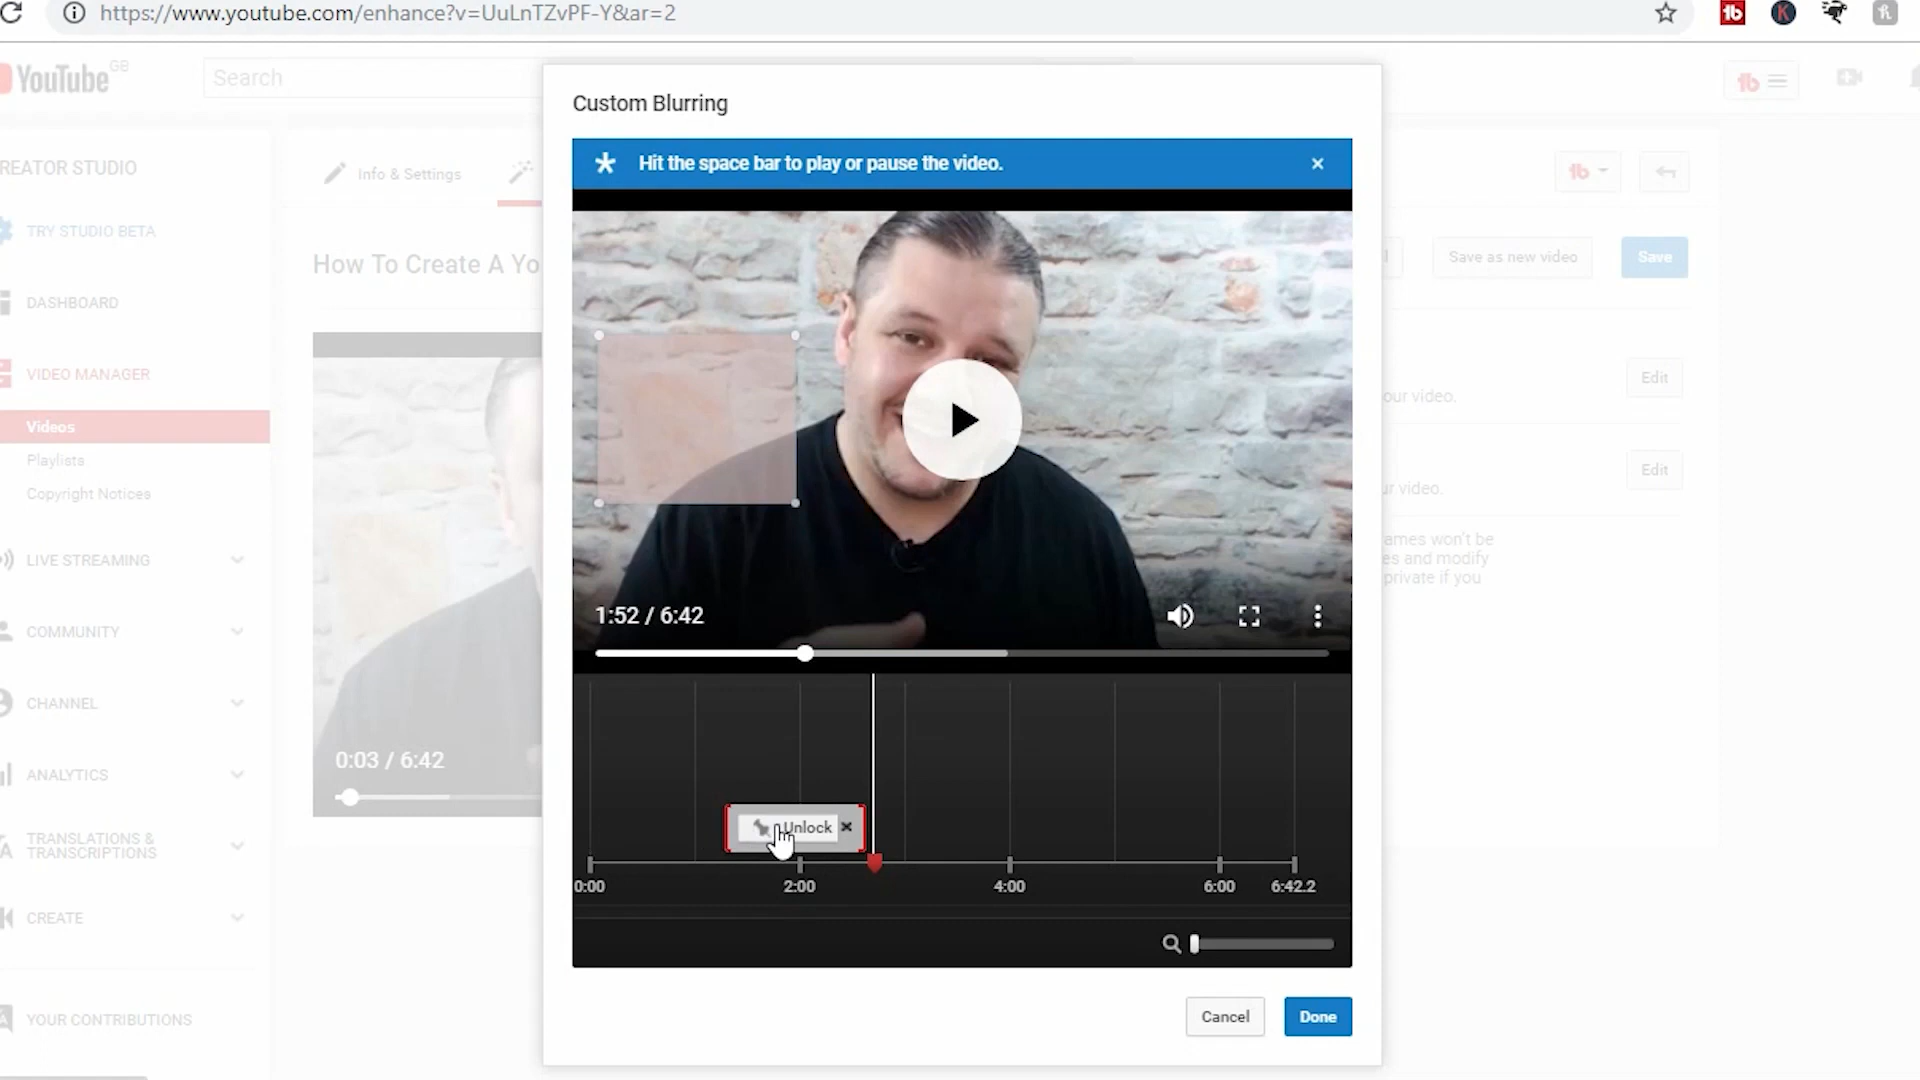 https://www.youtube.com/enhance?v=UuLnTZvPF-Y&ar=2
YouTube GB
Search
Custom Blurring
Hit the space bar to play or pause the video.
REATOR STUDIO
Info & Settings
TRY STUDIO BETA
How To Create A Yo
Save as new video
Save
DASHBOARD
VIDEO MANAGER
Edit
our video.
Videos
Playlists
Edit
ur video.
Copyright Notices
ames won't be
es and modify
private if you
LIVE STREAMING
1:52 / 6:42
COMMUNITY
CHANNEL
0:03 / 6:42
ANALYTICS
Unlock
TRANSLATIONS &
TRANSCRIPTIONS
0:00 2:00 4:00 6:00 6:42.2
CREATE
Cancel Done
YOUR CONTRIBUTIONS